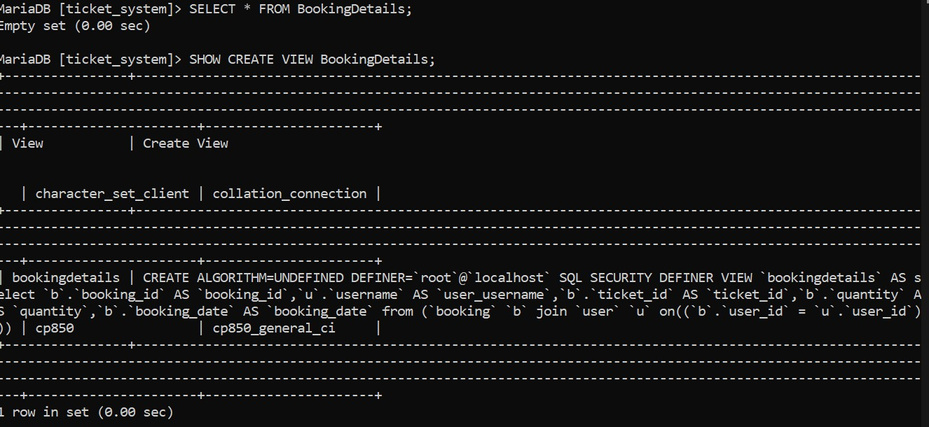 MariaDB [ticket_system]> SELECT * FROM BookingDetails;
Empty set (0.00 sec)
MariaDB [ticket_system]> SHOW CREATE VIEW BookingDetails;
| View | Create View
| character_set_client | collation_connection |
| bookingdetails | CREATE ALGORITHM=UNDEFINED DEFINER=`root`@`localhost` SQL SECURITY DEFINER VIEW `bookingdetails` AS s
elect `b`.`booking_id` AS `booking_id`,`u`.`username` AS `user_username`,`b`.`ticket_id` AS `ticket_id`,`b`.`quantity` A
S `quantity`,`b`.`booking_date` AS `booking_date` from (`booking` `b` join `user` `u` on((`b`.`user_id` = `u`.`user_id`)
)) | cp850 | cp850_general_ci |
1 row in set (0.00 sec)